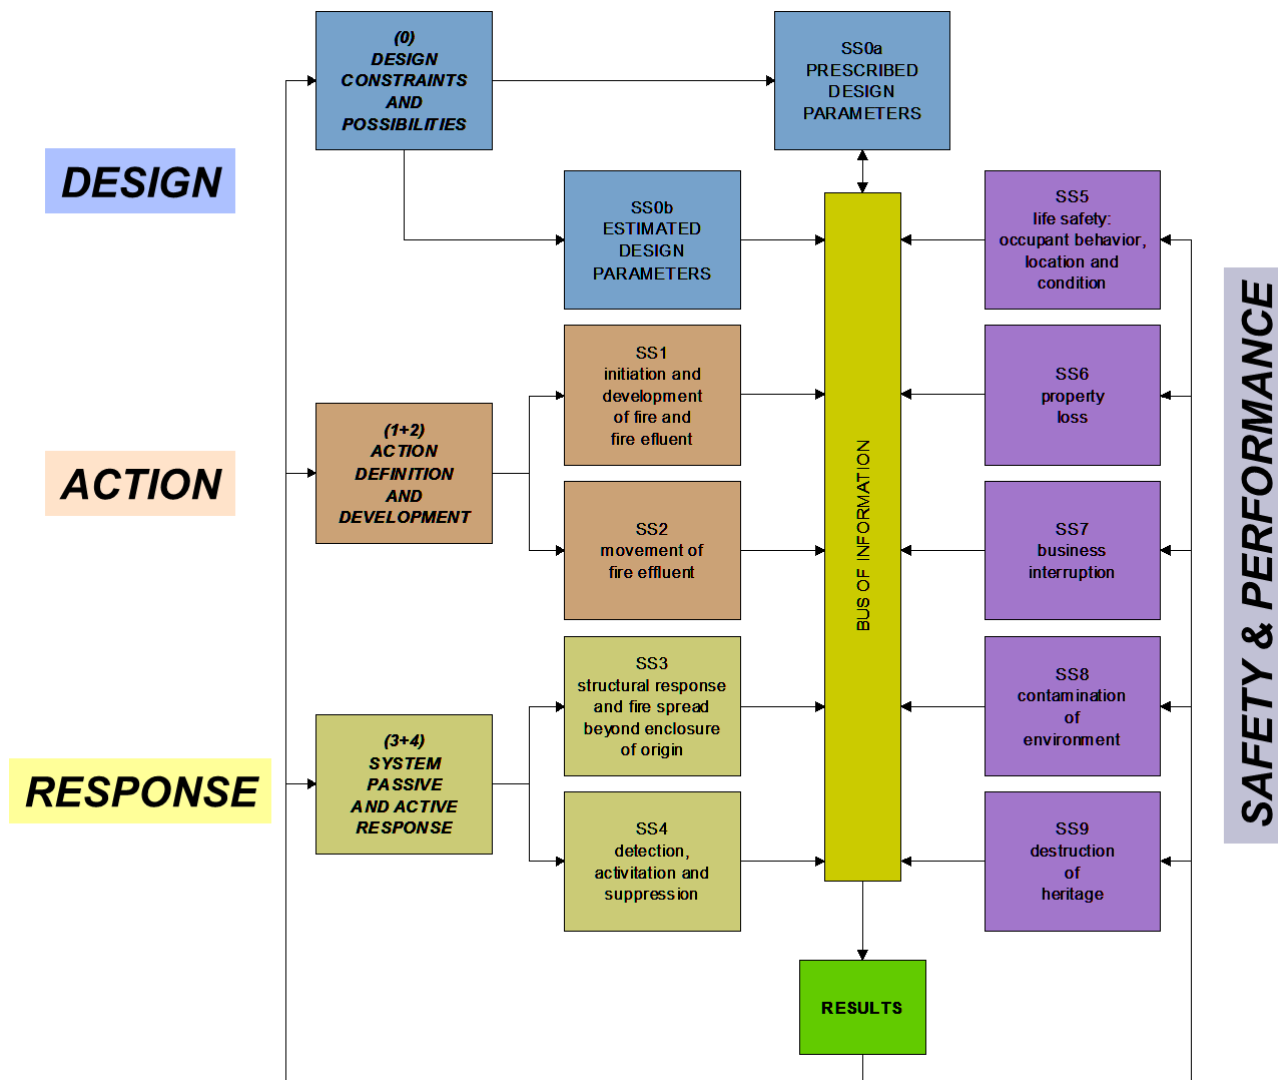 (0)
DESIGN
CONSTRAINTS
AND
POSSIBILITIES
SS0a
PRESCRIBED
DESIGN
PARAMETERS
DESIGN
SS0b
ESTIMATED
DESIGN
PARAMETERS
SS5
life safety:
occupant behavior,
location and
condition
ACTION
(1+2)
ACTION
DEFINITION
AND
DEVELOPMENT
SS1
initiation and
development
of fire and
fire efluent
SS2
movement of
fire effluent
BUS OF INFORMATION
SS6
property
loss
SS7
business
interruption
SAFETY & PERFORMANCE
RESPONSE
(3+4)
SYSTEM
PASSIVE
AND ACTIVE
RESPONSE
SS3
structural response
and fire spread
beyond enclosure
of origin
SS4
detection,
activitation and
suppression
SS8
contamination
of
environment
SS9
destruction
of
heritage
RESULTS